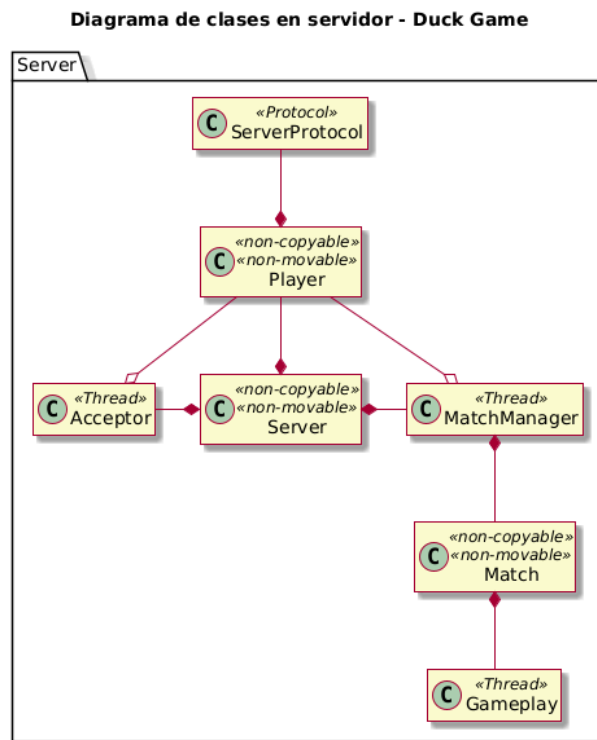 Diagrama de clases en servidor - Duck Game
Server
C
«Protocol»
ServerProtocol
C
«non-copyable»
«non-movable»
Player
C
«Thread»
Acceptor
C
«non-copyable»
«non-movable»
Server
C
«Thread»
MatchManager
C
«non-copyable»
«non-movable»
Match
C
«Thread»
Gameplay